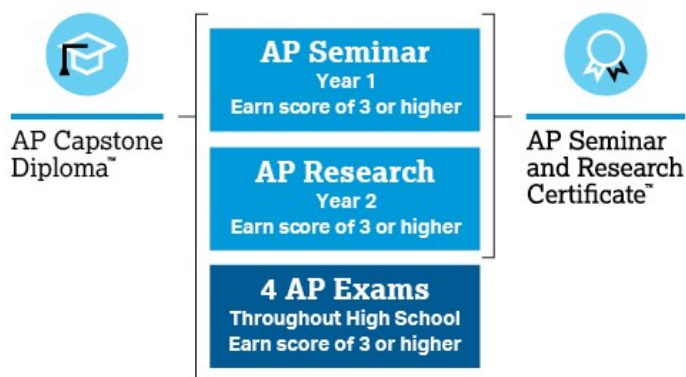 AP Capstone
Diploma™
AP Seminar
Year 1
Earn score of 3 or higher
AP Research
Year 2
Earn score of 3 or higher
4 AP Exams
Throughout High School
Earn score of 3 or higher
AP Seminar
and Research
Certificate™